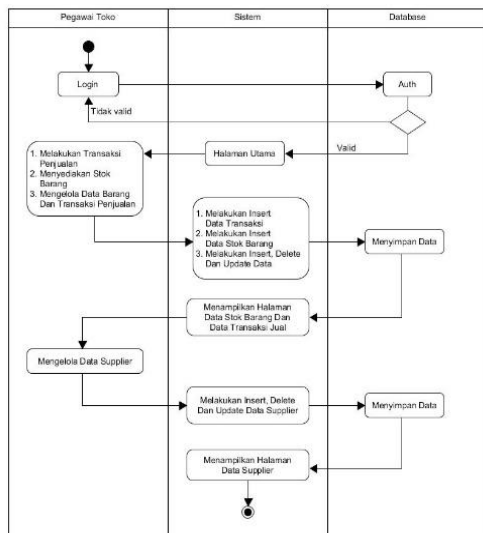 Pegawai Toko
Sistem
Database
Login
Auth
Tidak valid
Valid
Halaman Utama
1. Melakukan Transaksi
Penjualan
2. Menyediakan Stok
Barang
3. Mengelola Data Barang
Dan Transaksi Penjualan
1. Melakukan Insert
Data Transaksi
2. Melakukan Insert
Data Stok Barang
3. Melakukan Insert, Delete
Dan Update Data
Menyimpan Data
Menampilkan Halaman
Data Stok Barang Dan
Data Transaksi Jual
Mengelola Data Supplier
Melakukan Insert, Delete
Dan Update Data Supplier
Menyimpan Data
Menampilkan Halaman
Data Supplier